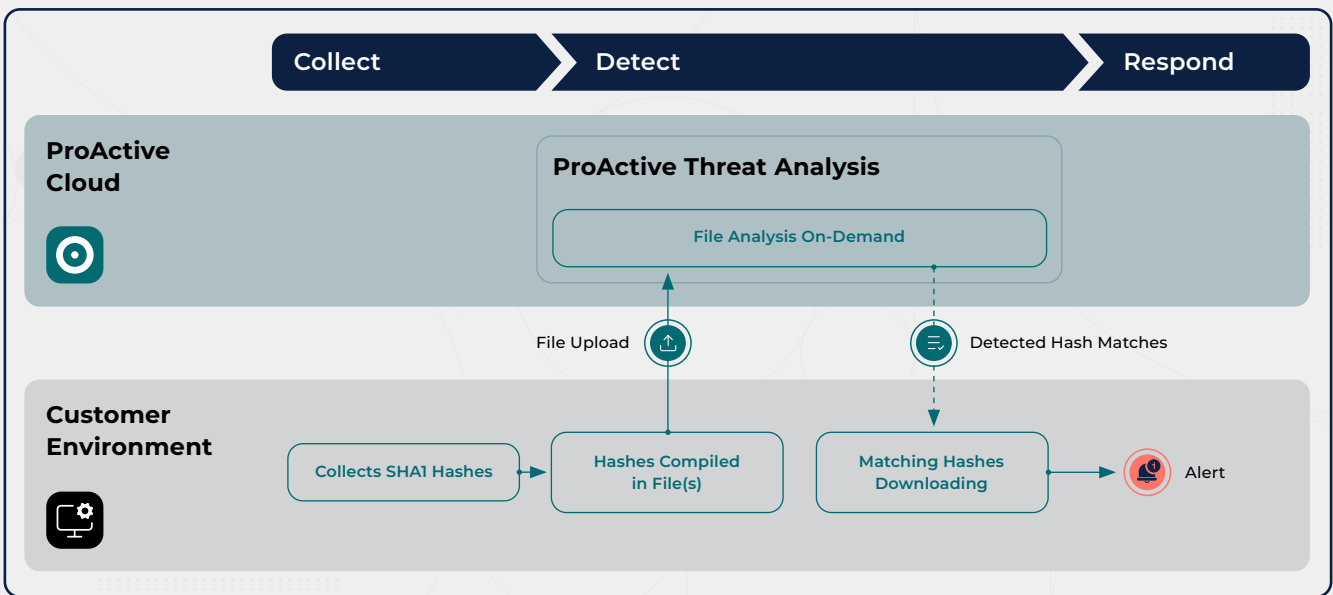 Collect
Detect
Respond
ProActive
Cloud
ProActive Threat Analysis
File Analysis On-Demand
File Upload
Detected Hash Matches
Customer
Environment
Collects SHA1 Hashes
Hashes Compiled
in File(s)
Matching Hashes
Downloading
1
Alert